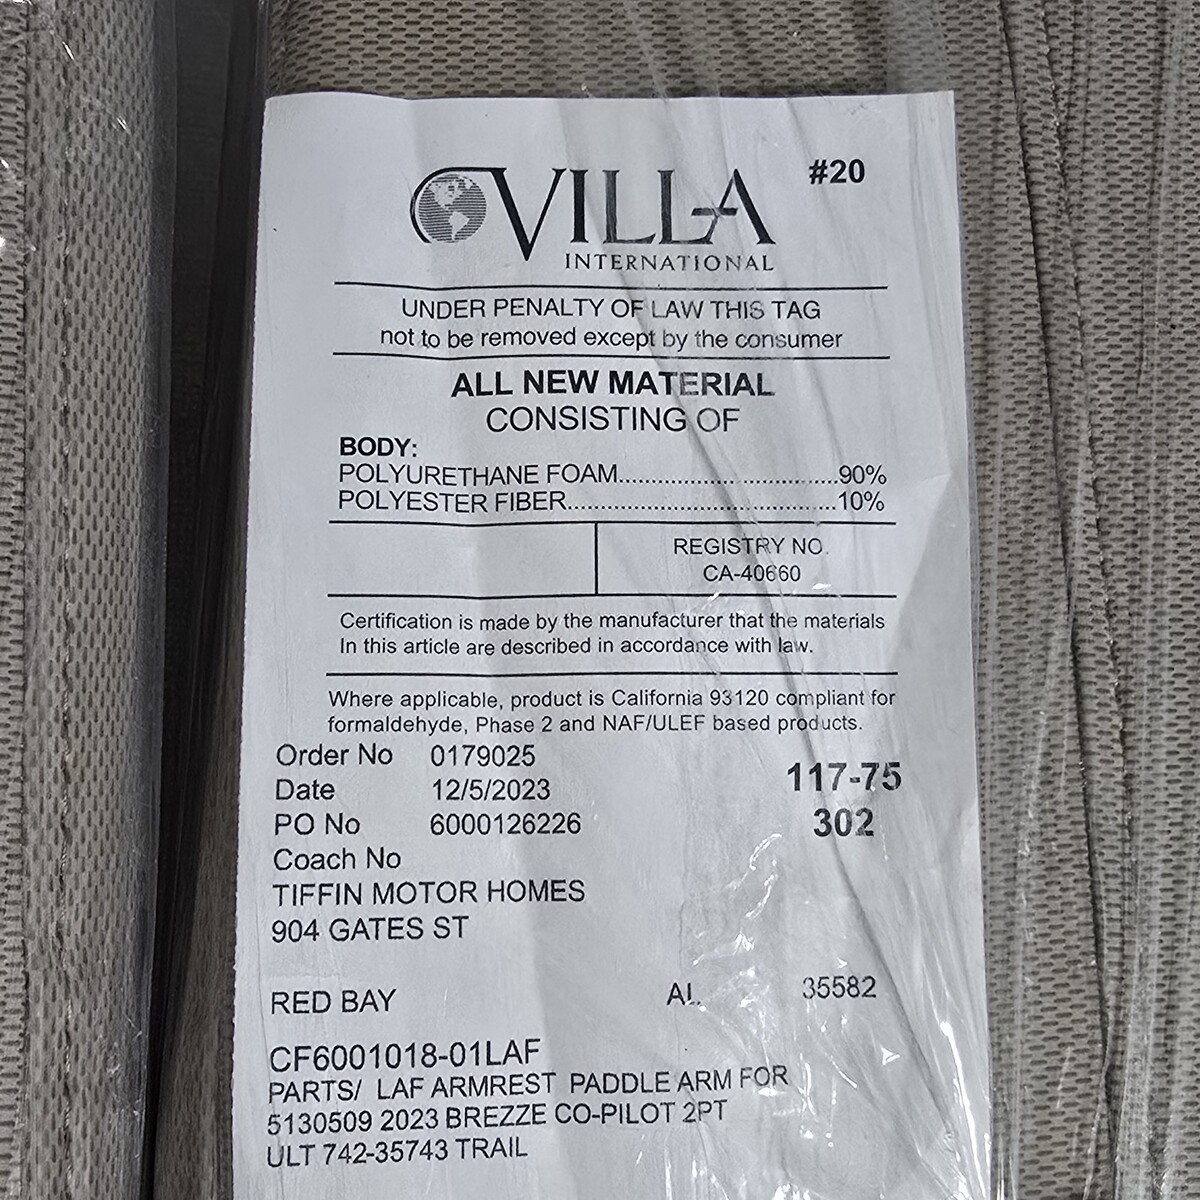 VILLA #20
INTERNATIONAL
UNDER PENALTY OF LAW THIS TAG
not to be removed except by the consumer
ALL NEW MATERIAL
CONSISTING OF
BODY:
POLYURETHANE FOAM..................................90%
POLYESTER FIBER..........................................10%
REGISTRY NO.
CA-40660
Certification is made by the manufacturer that the materials
In this article are described in accordance with law.
Where applicable, product is California 93120 compliant for
formaldehyde, Phase 2 and NAF/ULEF based products.
Order No 0179025
Date 12/5/2023 117-75
PO No 6000126226 302
Coach No
TIFFIN MOTOR HOMES
904 GATES ST
RED BAY AL. 35582
CF6001018-01LAF
PARTS/ LAF ARMREST PADDLE ARM FOR
5130509 2023 BREZZE CO-PILOT 2PT
ULT 742-35743 TRAIL